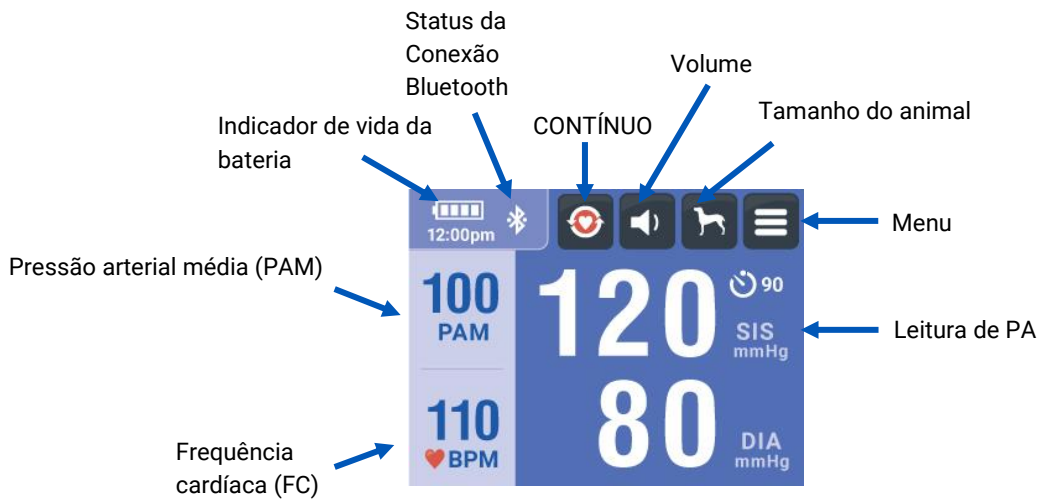 Status da
Conexão
Bluetooth
Volume
Tamanho do animal
Indicador de vida da
bateria
CONTÍNUO
12:00pm
Menu
Pressão arterial média (PAM)
100
PAM
120
90
SIS
mmHg
Leitura de PA
110
BPM
80
DIA
mmHg
Frequência
cardíaca (FC)